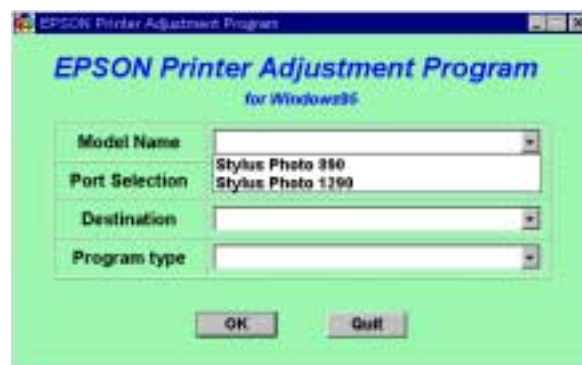 EPSON Printer Adjustment Program
EPSON Printer Adjustment Program
for Windows95
Model Name
Stylus Photo 890
Stylus Photo 1290
Port Selection
Destination
Program type
OK
Quit